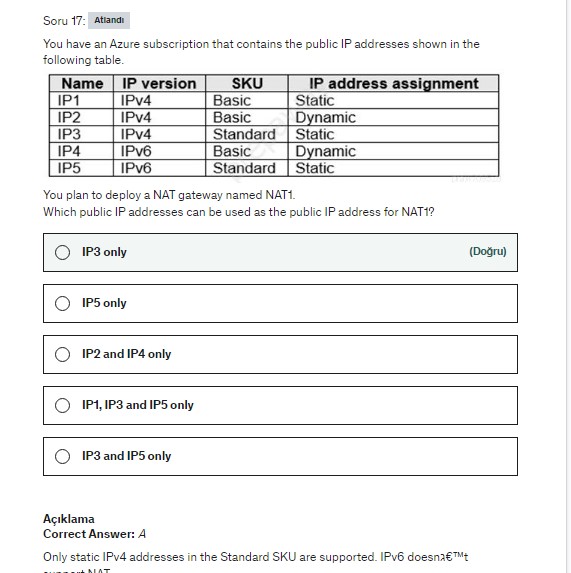 Soru 17: Atlandı
You have an Azure subscription that contains the public IP addresses shown in the
following table.
Name IP version SKU IP address assignment
IP1 IPv4 Basic Static
IP2 IPv4 Basic Dynamic
IP3 IPv4 Standard Static
IP4 IPv6 Basic Dynamic
IP5 IPv6 Standard Static
You plan to deploy a NAT gateway named NAT1.
Which public IP addresses can be used as the public IP address for NAT1?
IP3 only (Doğru)
IP5 only
IP2 and IP4 only
IP1, IP3 and IP5 only
IP3 and IP5 only
Açıklama
Correct Answer: A
Only static IPv4 addresses in the Standard SKU are supported. IPv6 doesnג€™t
support NAT